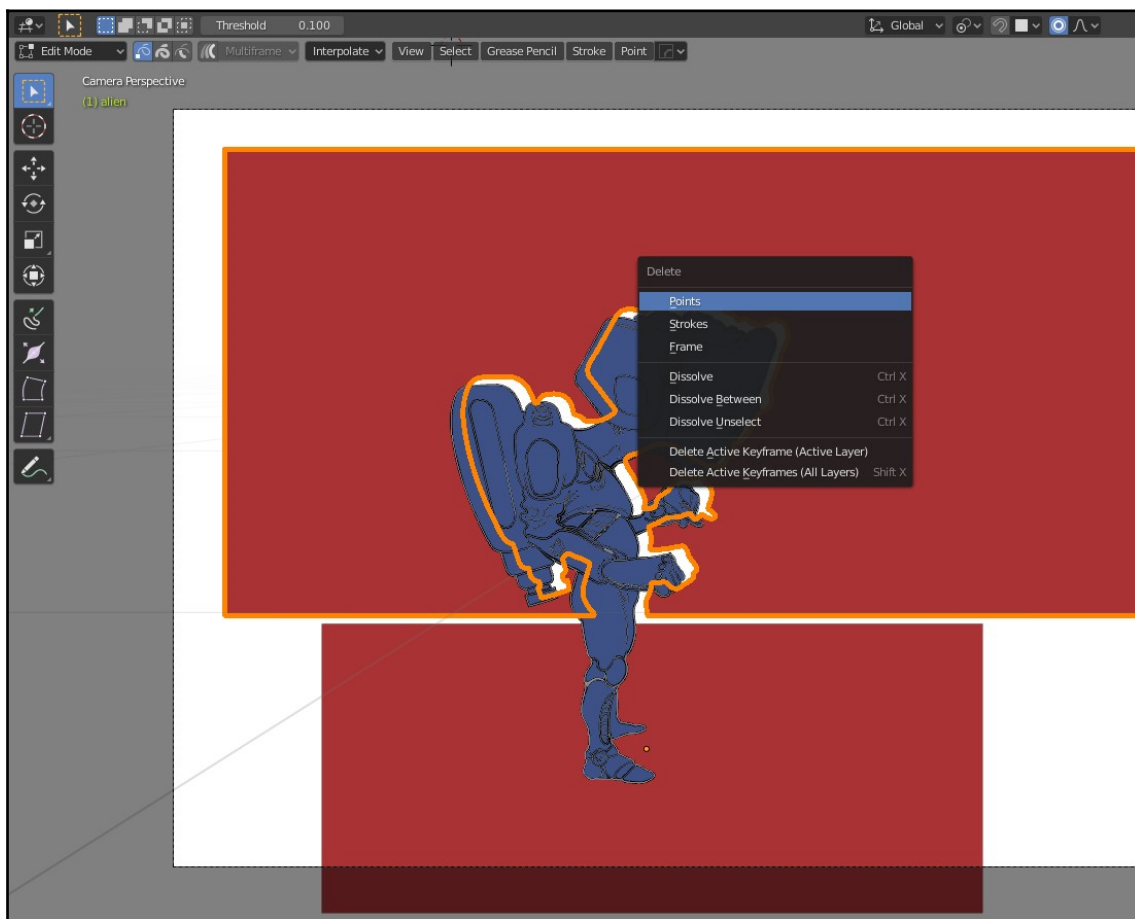 Threshold 0.100 Global
Edit Mode Multiframe Interpolate View Select Grease Pencil Stroke Point
Camera Perspective
(1) alien
Delete
Points
Strokes
Frame
Dissolve Ctrl X
Dissolve Between Ctrl X
Dissolve Unselect Ctrl X
Delete Active Keyframe (Active Layer)
Delete Active Keyframes (All Layers) Shift X